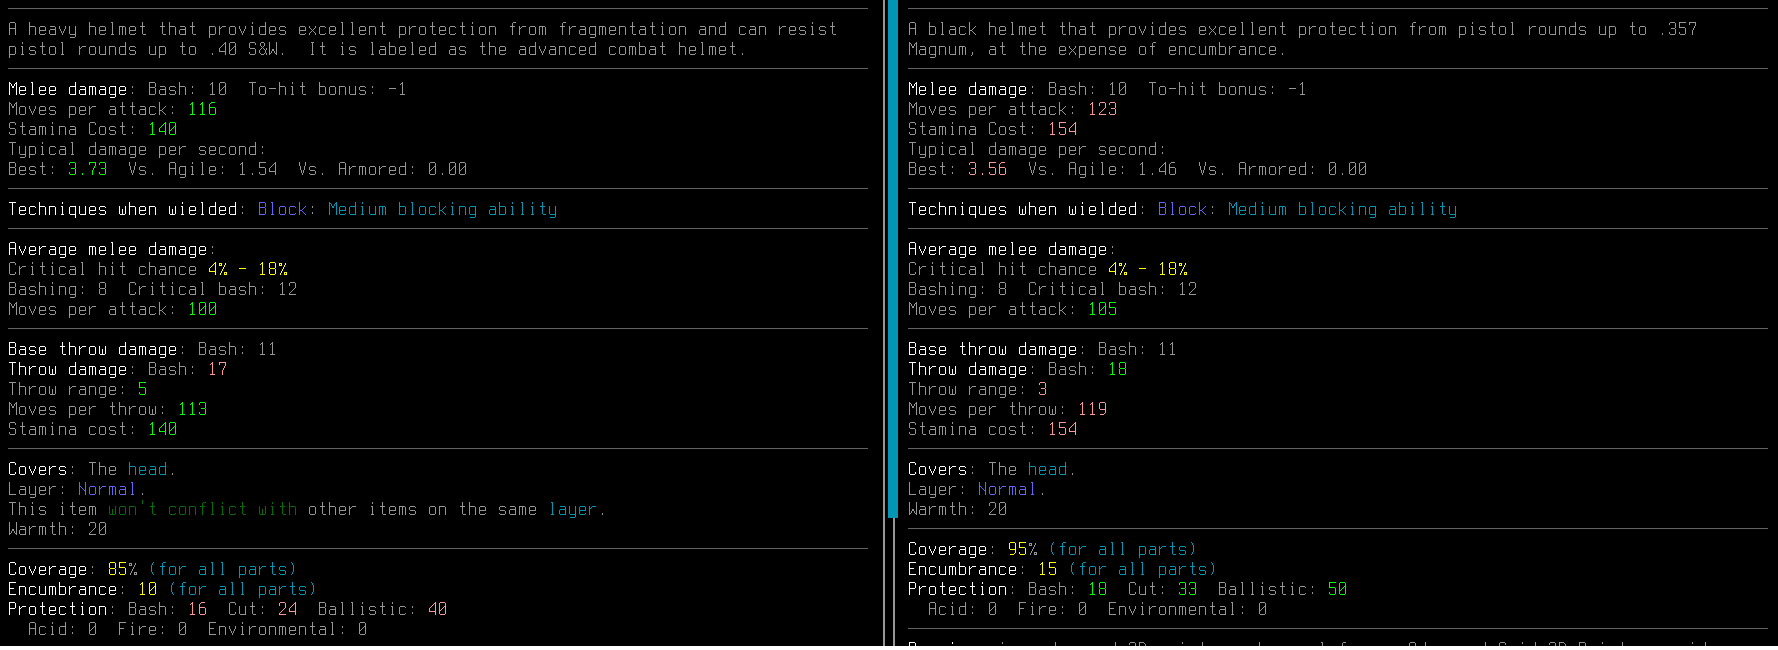 A heavy helmet that provides excellent protection from fragmentation and can resist
pistol rounds up to .40 S&W.  It is labeled as the advanced combat helmet.
Melee damage: Bash: 10  To-hit bonus: -1
Moves per attack: 116
Stamina Cost: 140
Typical damage per second:
Best: 3.73  Vs. Agile: 1.54  Vs. Armored: 0.00
Techniques when wielded: Block: Medium blocking ability
Average melee damage:
Critical hit chance 4% - 18%
Bashing: 8  Critical bash: 12
Moves per attack: 100
Base throw damage: Bash: 11
Throw damage: Bash: 17
Throw range: 5
Moves per throw: 113
Stamina cost: 140
Covers: The head.
Layer: Normal.
This item won't conflict with other items on the same layer.
Warmth: 20
Coverage: 85% (for all parts)
Encumbrance: 10 (for all parts)
Protection: Bash: 16  Cut: 24  Ballistic: 40
Acid: 0  Fire: 0  Environmental: 0
A black helmet that provides excellent protection from pistol rounds up to .357
Magnum, at the expense of encumbrance.
Melee damage: Bash: 10  To-hit bonus: -1
Moves per attack: 123
Stamina Cost: 154
Typical damage per second:
Best: 3.56  Vs. Agile: 1.46  Vs. Armored: 0.00
Techniques when wielded: Block: Medium blocking ability
Average melee damage:
Critical hit chance 4% - 18%
Bashing: 8  Critical bash: 12
Moves per attack: 105
Base throw damage: Bash: 11
Throw damage: Bash: 18
Throw range: 3
Moves per throw: 119
Stamina cost: 154
Covers: The head.
Layer: Normal.
Warmth: 20
Coverage: 95% (for all parts)
Encumbrance: 15 (for all parts)
Protection: Bash: 18  Cut: 33  Ballistic: 50
Acid: 0  Fire: 0  Environmental: 0